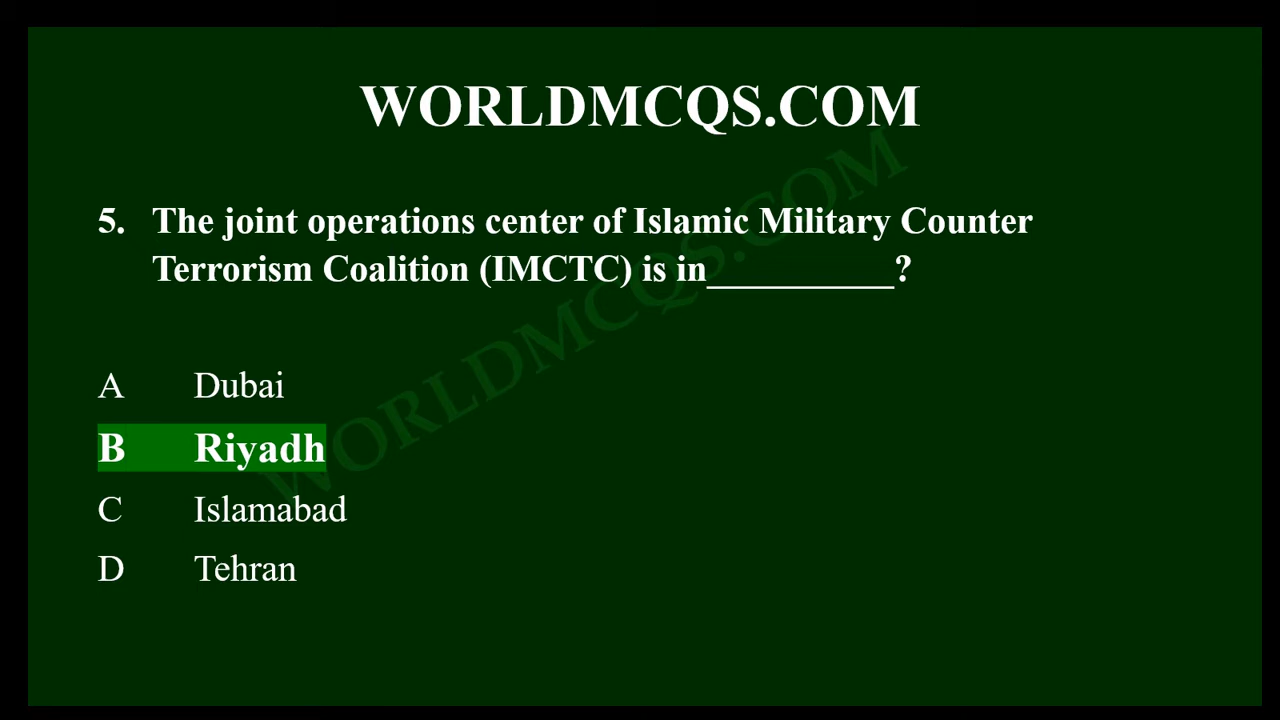 WORLDMCQS.COM
5. The joint operations center of Islamic Military Counter
Terrorism Coalition (IMCTC) is in__________?
WORLDMCQS.COM
A Dubai
B Riyadh
C Islamabad
D Tehran